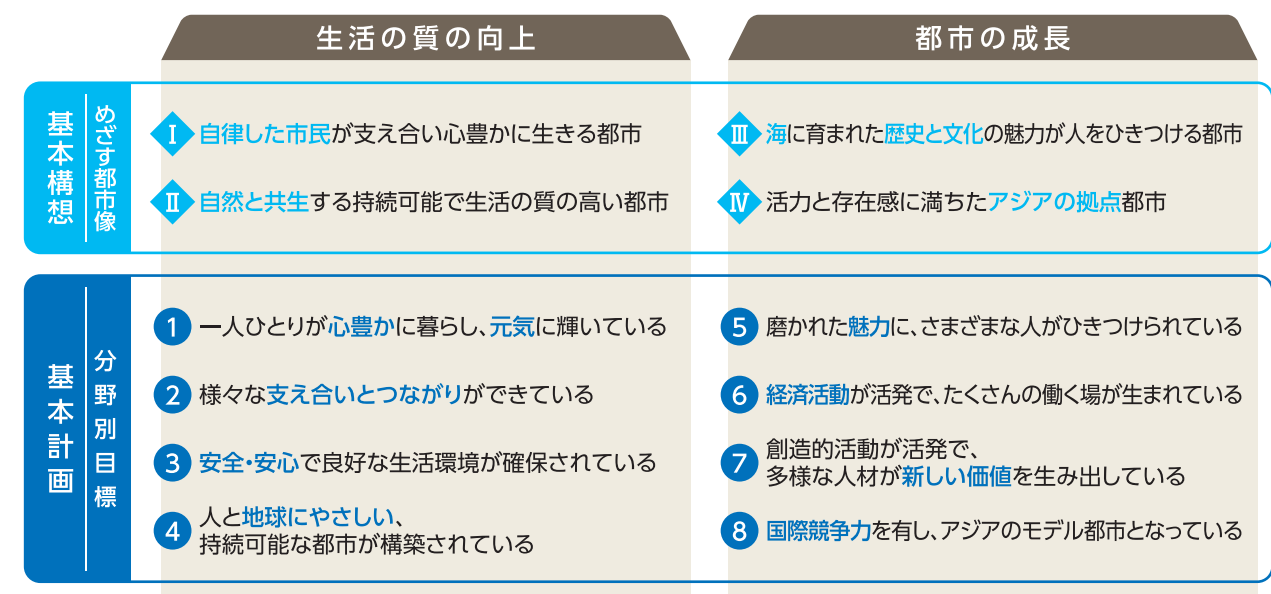 生活の質の向上
都市の成長
基本構想
めざす都市像
Ⅰ 自律した市民が支え合い心豊かに生きる都市
Ⅱ 自然と共生する持続可能で生活の質の高い都市
Ⅲ 海に育まれた歴史と文化の魅力が人をひきつける都市
Ⅳ 活力と存在感に満ちたアジアの拠点都市
基本計画
分野別目標
1 一人ひとりが心豊かに暮らし、元気に輝いている
2 様々な支え合いとつながりができている
3 安全・安心で良好な生活環境が確保されている
4 人と地球にやさしい、
持続可能な都市が構築されている
5 磨かれた魅力に、さまざまな人がひきつけられている
6 経済活動が活発で、たくさんの働く場が生まれている
7 創造的活動が活発で、
多様な人材が新しい価値を生み出している
8 国際競争力を有し、アジアのモデル都市となっている